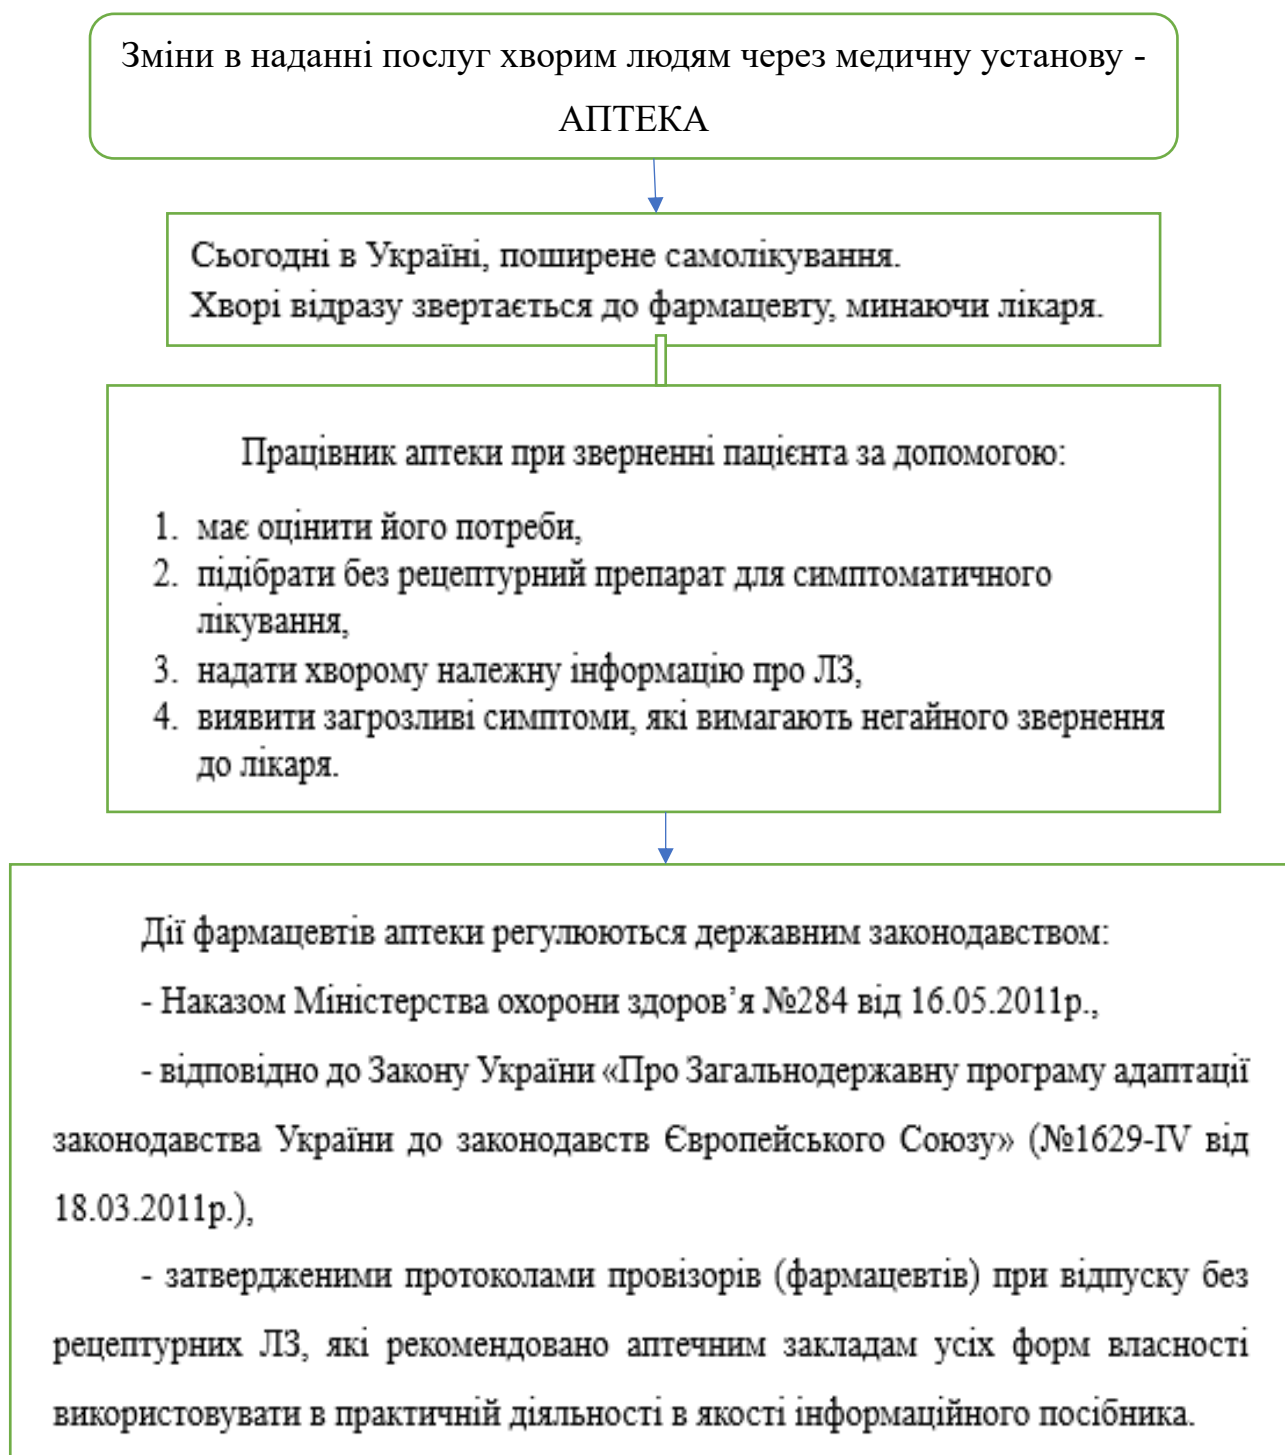 Зміни в наданні послуг хворим людям через медичну установу -
АПТЕКА
Сьогодні в Україні, поширене самолікування.
Хворі відразу звертається до фармацевту, минаючи лікаря.
Працівник аптеки при зверненні пацієнта за допомогою:
1. має оцінити його потреби,
2. підібрати без рецептурний препарат для симптоматичного
лікування,
3. надати хворому належну інформацію про ЛЗ,
4. виявити загрозливі симптоми, які вимагають негайного звернення
до лікаря.
Дії фармацевтів аптеки регулюються державним законодавством:
- Наказом Міністерства охорони здоров’я №284 від 16.05.2011р.,
- відповідно до Закону України «Про Загальнодержавну програму адаптації
законодавства України до законодавств Європейського Союзу» (№1629-IV від
18.03.2011р.),
- затвердженими протоколами провізорів (фармацевтів) при відпуску без
рецептурних ЛЗ, які рекомендовано аптечним закладам усіх форм власності
використовувати в практичній діяльності в якості інформаційного посібника.